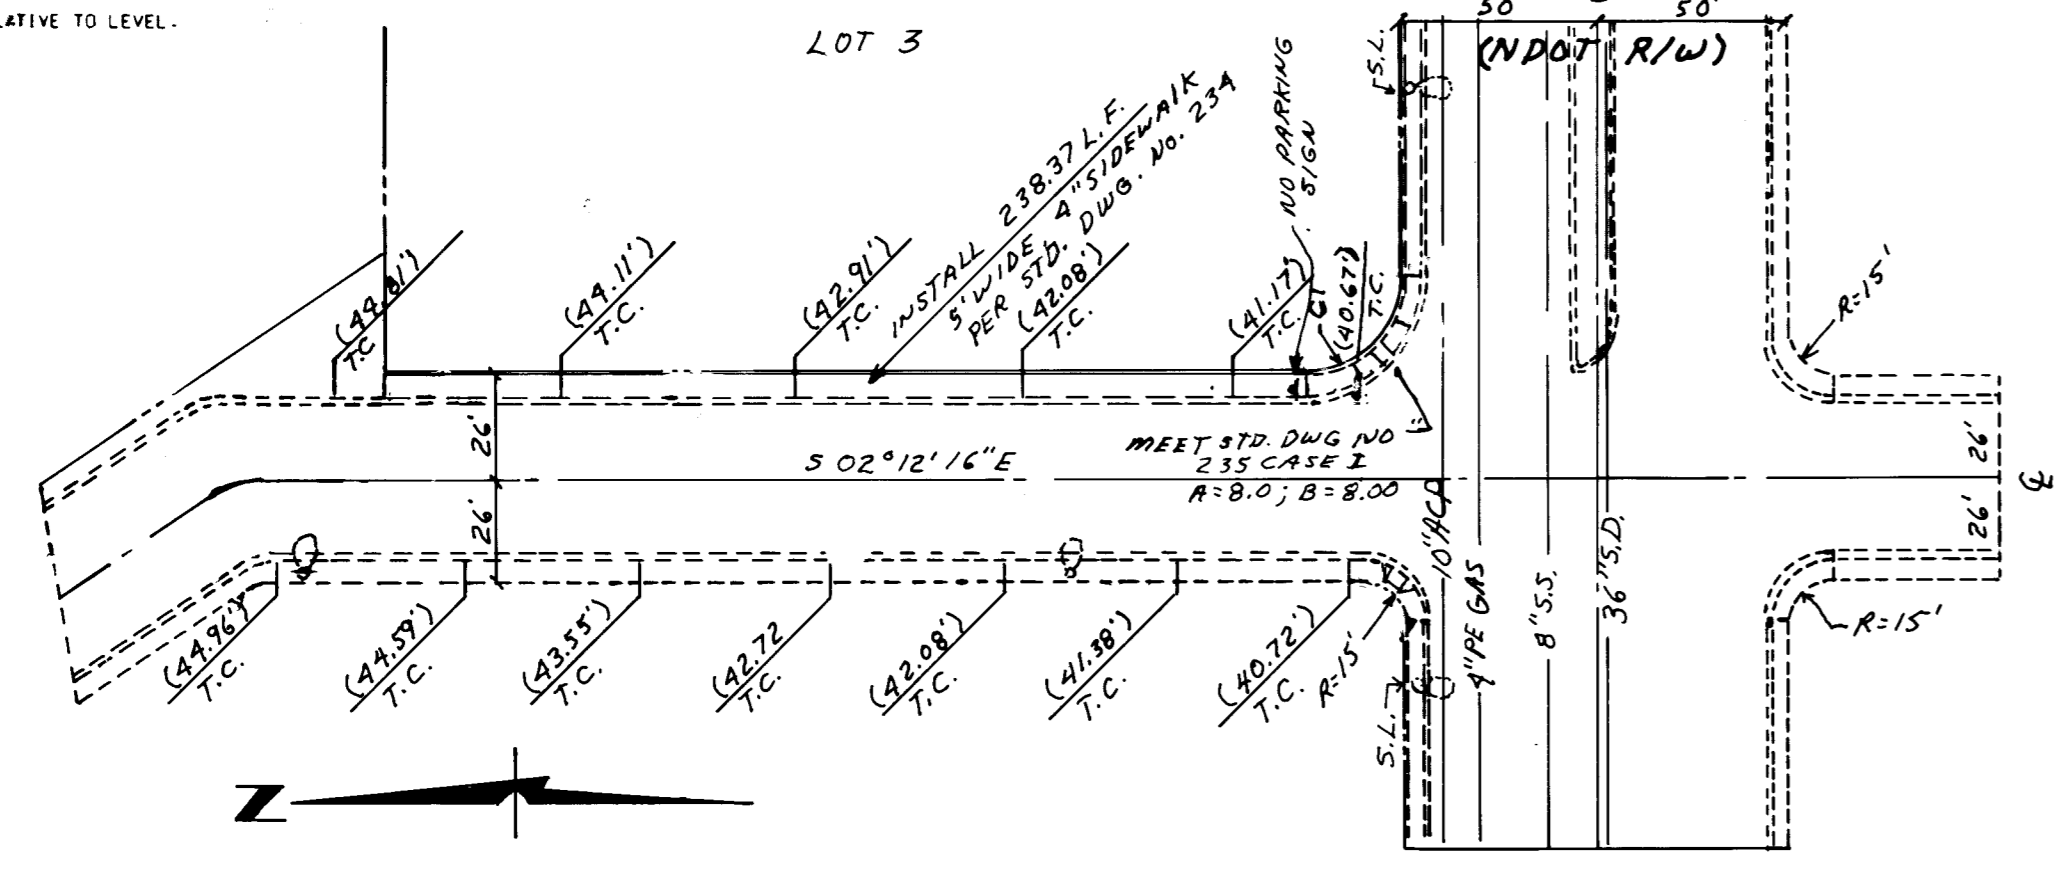 LATIVE TO LEVEL.
LOT 3
50'
50'
(NDOT R/W)
S.L.
NO PARKING
SIGN
INSTALL 238.37 L.F.
5' WIDE 4" SIDEWALK
PER STD. DWG. NO. 234
(44.81')
T.C.
(44.11')
T.C.
(42.91')
T.C.
(42.08')
T.C.
(41.17')
T.C.
C1
(40.67')
T.C.
R=15'
26'
26'
S 02°12'16"E
MEET STD. DWG NO
235 CASE I
A=8.0; B=8.00
10"ACP
4"PE GAS
8"S.S.
36"S.D.
26'
26'
℄
(44.96')
T.C.
(44.59')
T.C.
(43.55')
T.C.
(42.72
T.C.
(42.08')
T.C.
(41.38')
T.C.
(40.72')
T.C.
R=15'
S.L.
R=15'
Z